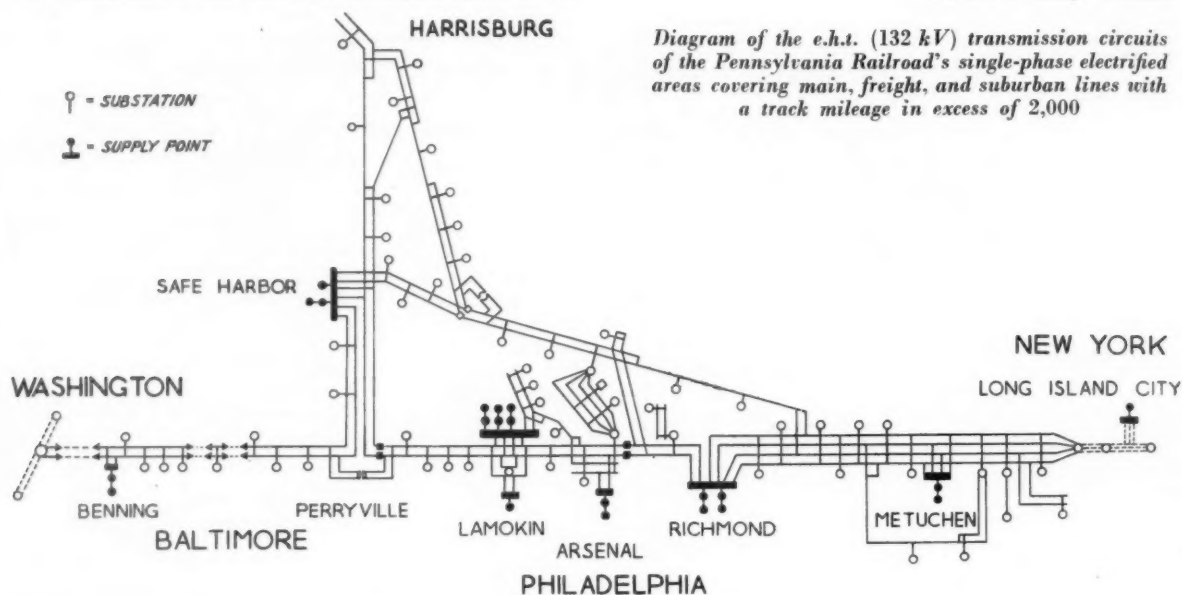 HARRISBURG
Diagram of the e.h.t. (132 kV) transmission circuits
of the Pennsylvania Railroad's single-phase electrified
areas covering main, freight, and suburban lines with
a track mileage in excess of 2,000
= SUBSTATION
= SUPPLY POINT
SAFE HARBOR
NEW YORK
LONG ISLAND CITY
WASHINGTON
BENNING
PERRYVILLE
LAMOKIN
RICHMOND
METUCHEN
BALTIMORE
ARSENAL
PHILADELPHIA